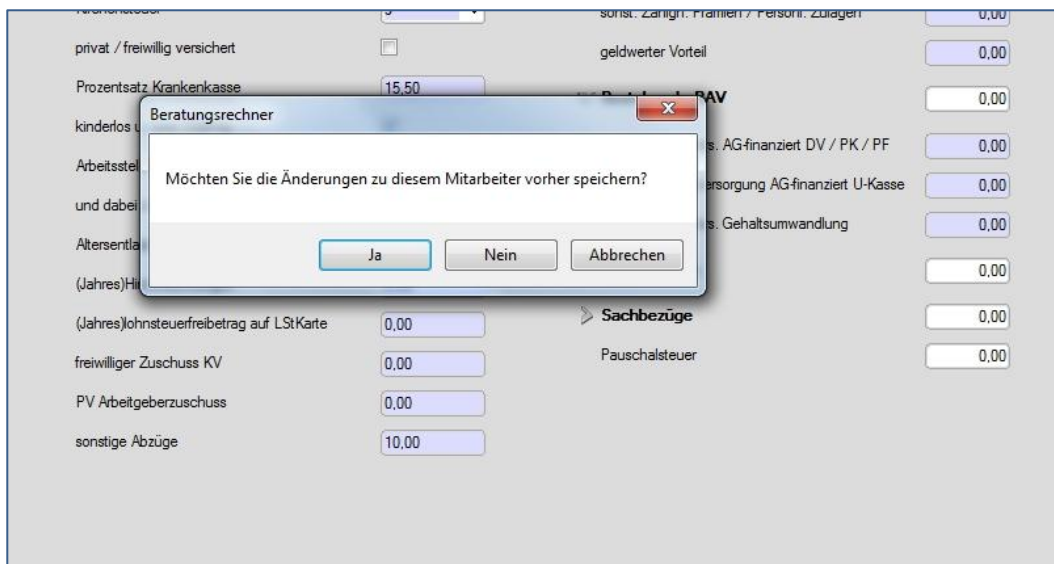 privat / freiwillig versichert
geldwerter Vorteil
0,00
Prozentsatz Krankenkasse
15,50
BAV
0,00
Beratungsrechner
kinderlos
s. AG-finanziert DV / PK / PF
0,00
Möchten Sie die Änderungen zu diesem Mitarbeiter vorher speichern?
ersorgung AG-finanziert U-Kasse
0,00
und dabei
s. Gehaltsumwandlung
0,00
Ja
Nein
Abbrechen
0,00
(Jahres)lohnsteuerfreibetrag auf LStKarte
0,00
Sachbezüge
0,00
freiwilliger Zuschuss KV
0,00
Pauschalsteuer
0,00
PV Arbeitgeberzuschuss
0,00
sonstige Abzüge
10,00